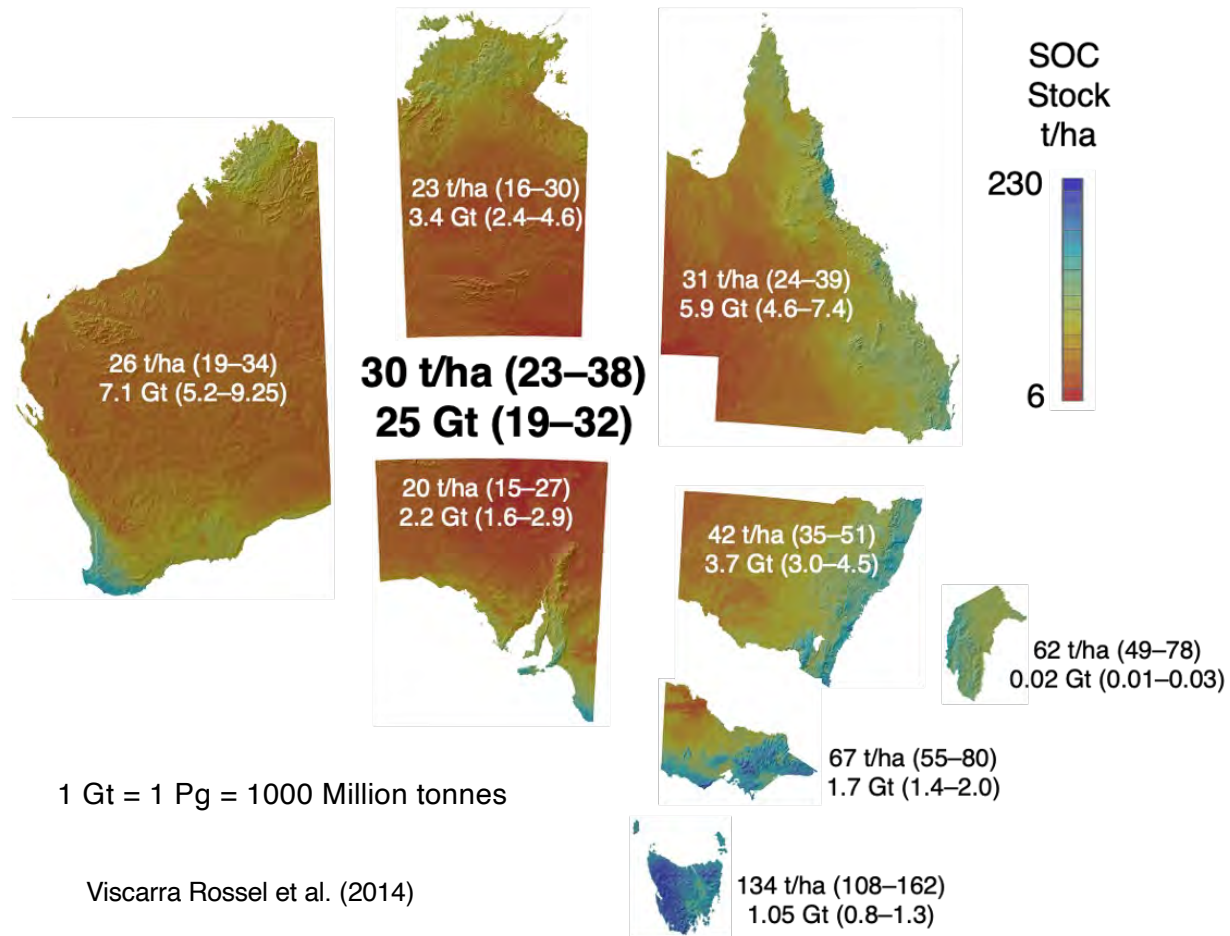 SOC
Stock
t/ha
230
6
23 t/ha (16–30)
3.4 Gt (2.4–4.6)
31 t/ha (24–39)
5.9 Gt (4.6–7.4)
26 t/ha (19–34)
7.1 Gt (5.2–9.25)
30 t/ha (23–38)
25 Gt (19–32)
20 t/ha (15–27)
2.2 Gt (1.6–2.9)
42 t/ha (35–51)
3.7 Gt (3.0–4.5)
62 t/ha (49–78)
0.02 Gt (0.01–0.03)
67 t/ha (55–80)
1.7 Gt (1.4–2.0)
1 Gt = 1 Pg = 1000 Million tonnes
134 t/ha (108–162)
1.05 Gt (0.8–1.3)
Viscarra Rossel et al. (2014)